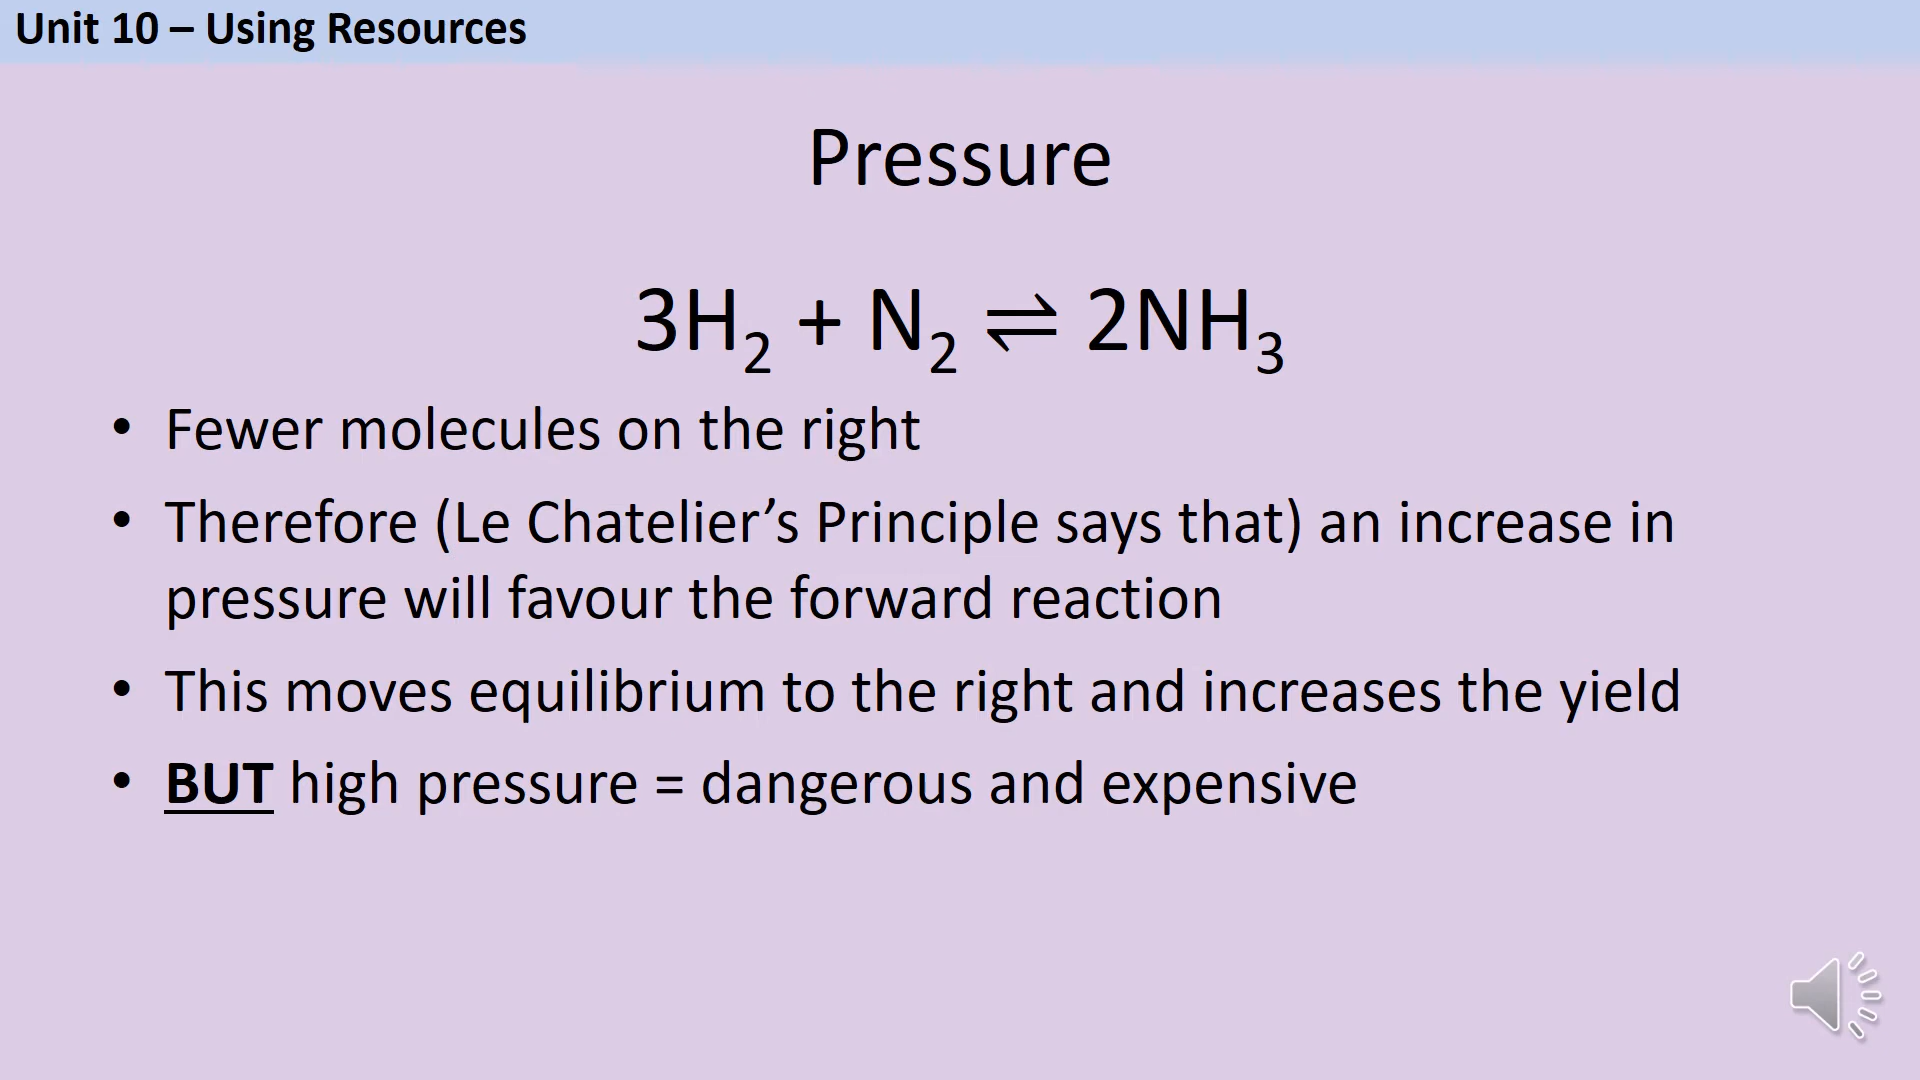 Unit 10 – Using Resources
Pressure
3H₂ + N₂ ⇌ 2NH₃
• Fewer molecules on the right
• Therefore (Le Chatelier’s Principle says that) an increase in
pressure will favour the forward reaction
• This moves equilibrium to the right and increases the yield
• BUT high pressure = dangerous and expensive